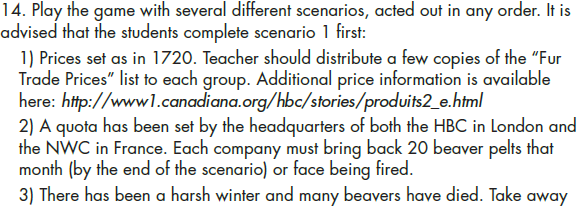 14. Play the game with several different scenarios, acted out in any order. It is
advised that the students complete scenario 1 first:
1) Prices set as in 1720. Teacher should distribute a few copies of the “Fur
Trade Prices” list to each group. Additional price information is available
here: http://www1.canadiana.org/hbc/stories/produits2_e.html
2) A quota has been set by the headquarters of both the HBC in London and
the NWC in France. Each company must bring back 20 beaver pelts that
month (by the end of the scenario) or face being fired.
3) There has been a harsh winter and many beavers have died. Take away